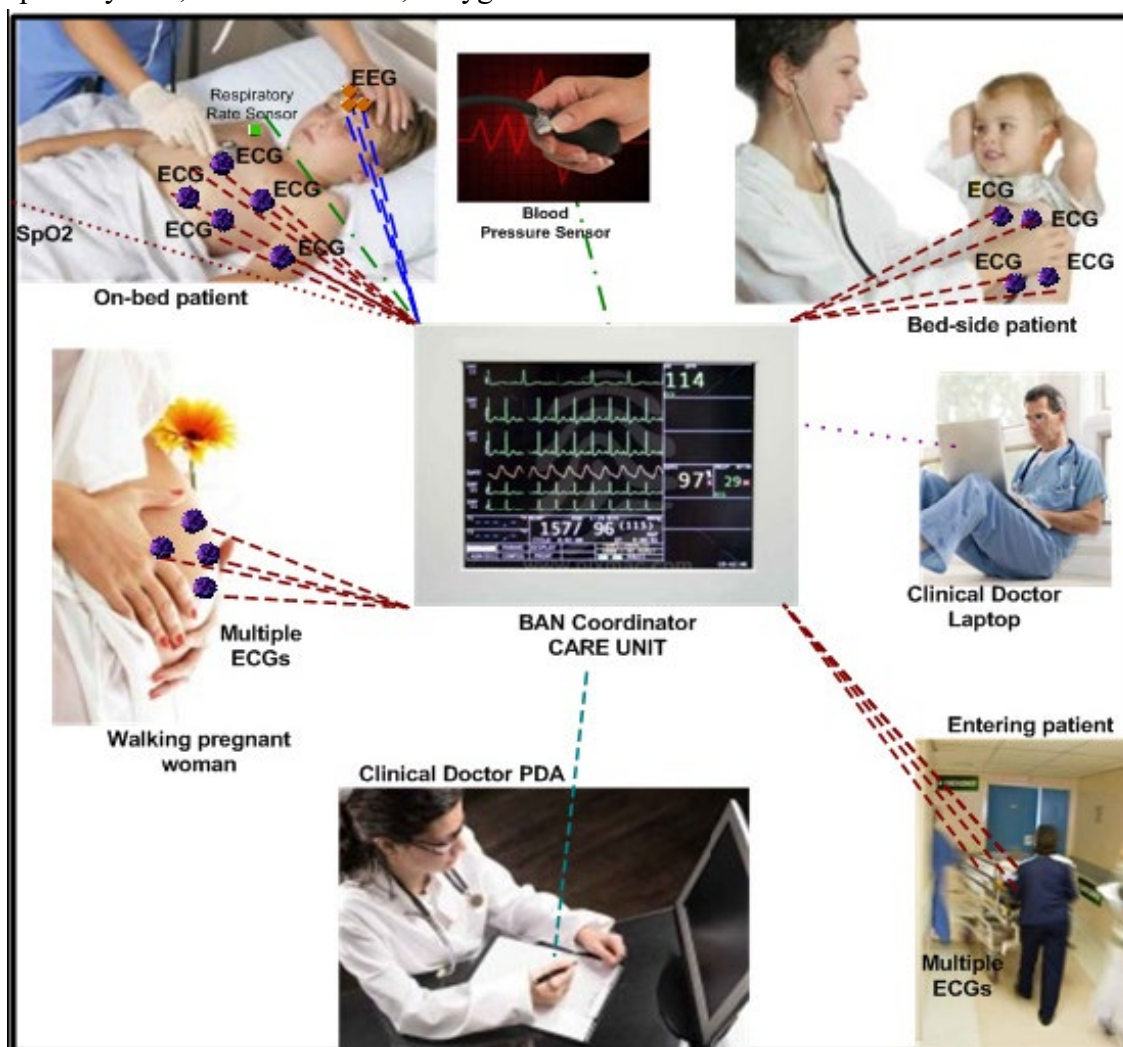 EEG
Respiratory
Rate Sensor
ECG
ECG
ECG
ECG
ECG
SpO2
On-bed patient
Blood
Pressure Sensor
ECG
ECG
ECG
ECG
Bed-side patient
114
97
29
157/ 96 (115)
BAN Coordinator
CARE UNIT
Clinical Doctor
Laptop
Multiple
ECGs
Walking pregnant
woman
Clinical Doctor PDA
Entering patient
Multiple
ECGs